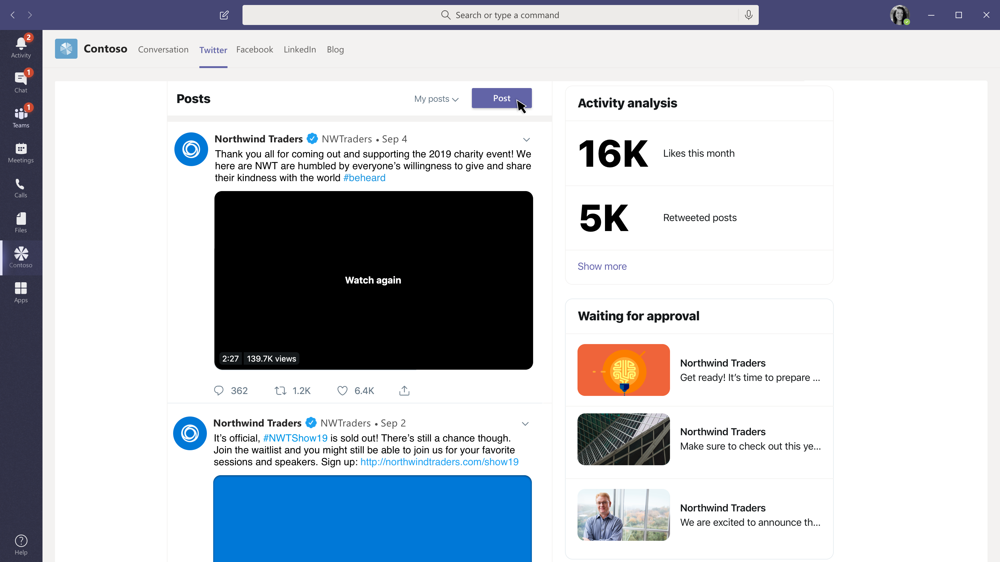 Search or type a command
2
Activity
1
Chat
1
Teams
Meetings
Calls
Files
Contoso
Apps
Help
Contoso
Conversation
Twitter
Facebook
LinkedIn
Blog
Posts
My posts
Post
Northwind Traders NWTraders • Sep 4
Thank you all for coming out and supporting the 2019 charity event! We
here are NWT are humbled by everyone’s willingness to give and share
their kindness with the world #beheard
Watch again
2:27 139.7K views
362 1.2K 6.4K
Northwind Traders NWTraders • Sep 2
It’s official, #NWTShow19 is sold out! There’s still a chance though.
Join the waitlist and you might still be able to join us for your favorite
sessions and speakers. Sign up: http://northwindtraders.com/show19
Activity analysis
16K Likes this month
5K Retweeted posts
Show more
Waiting for approval
Northwind Traders
Get ready! It’s time to prepare ...
Northwind Traders
Make sure to check out this ye...
Northwind Traders
We are excited to announce th...